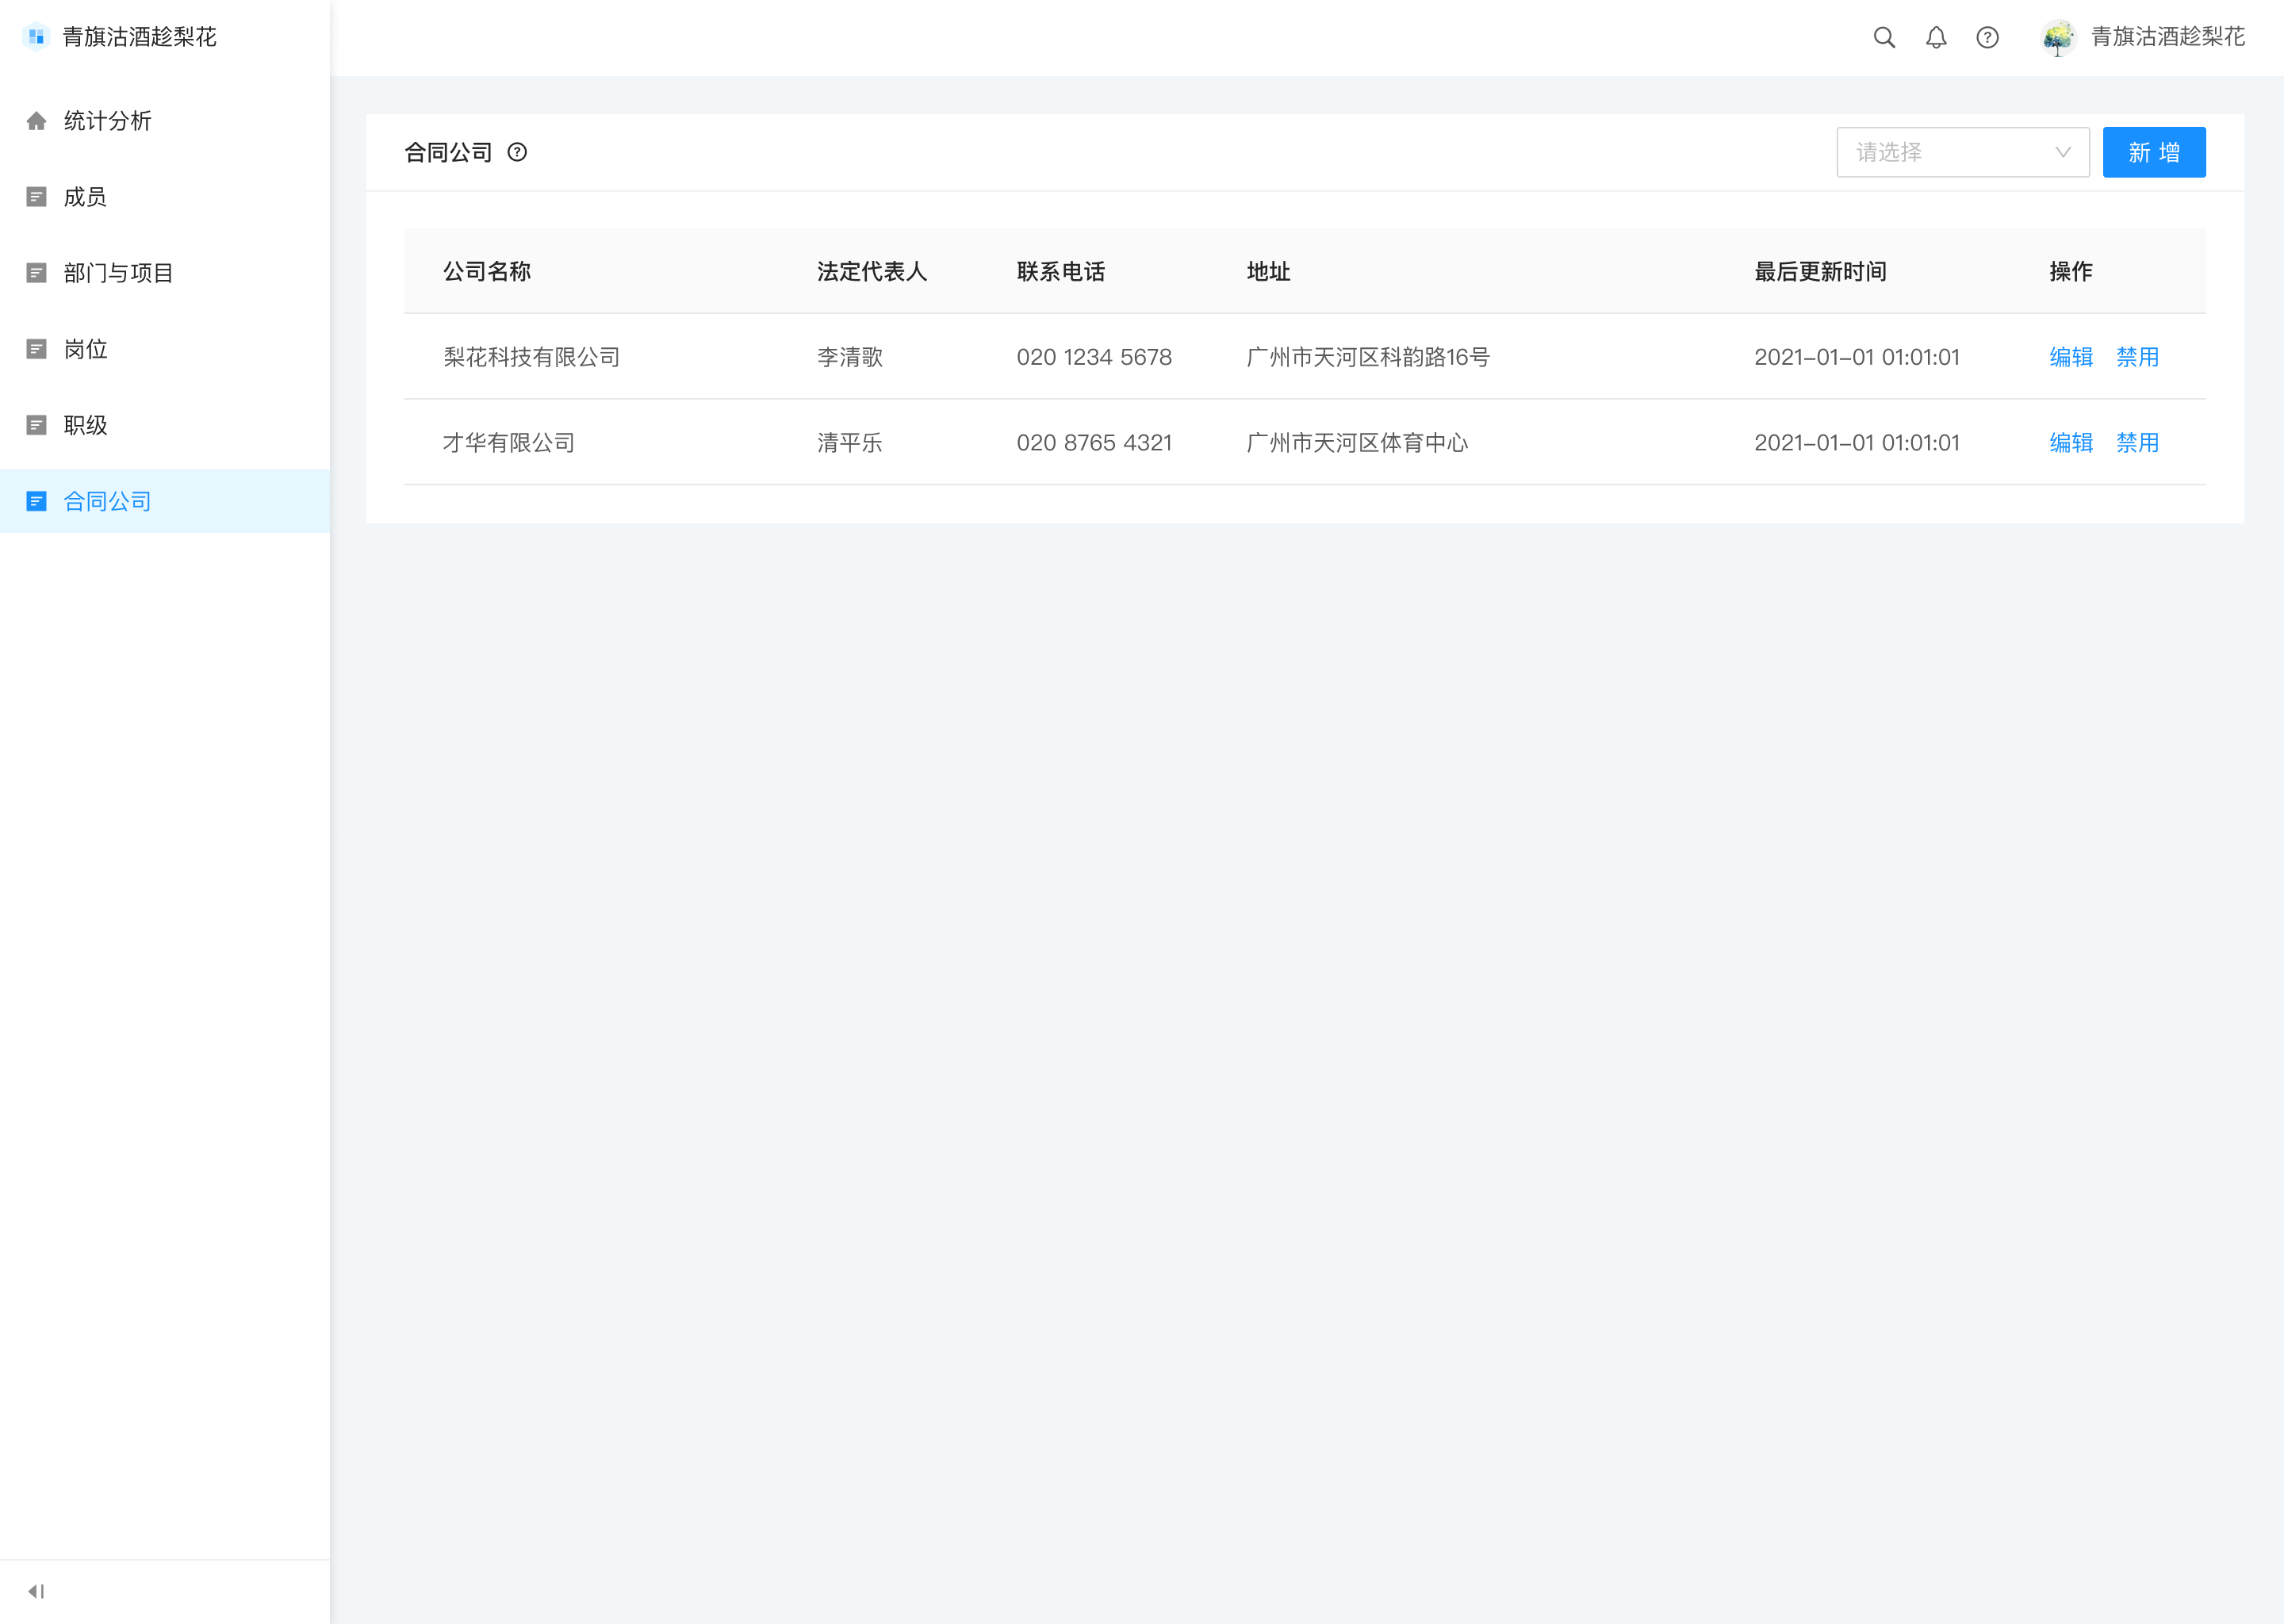 青旗沽酒趁梨花
青旗沽酒趁梨花
统计分析
成员
部门与项目
岗位
职级
合同公司
合同公司
请选择
新 增
公司名称 法定代表人 联系电话 地址 最后更新时间 操作
梨花科技有限公司 李清歌 020 1234 5678 广州市天河区科韵路16号 2021-01-01 01:01:01 编辑 禁用
才华有限公司 清平乐 020 8765 4321 广州市天河区体育中心 2021-01-01 01:01:01 编辑 禁用